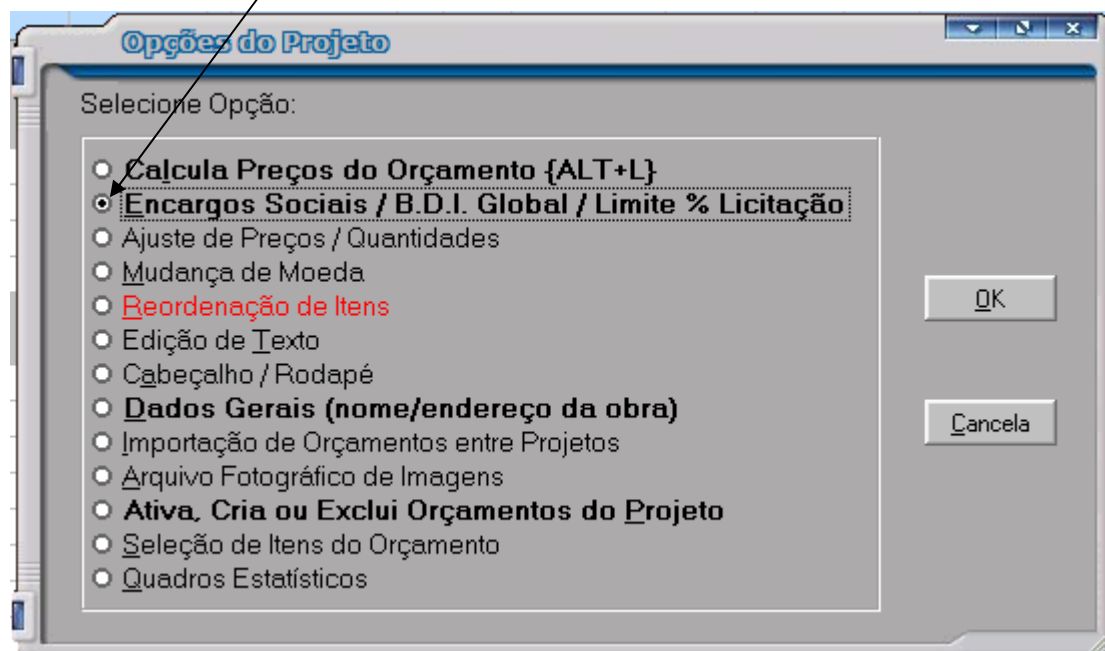 Opções do Projeto
Selecione Opção:
Calcula Preços do Orçamento {ALT+L}
Encargos Sociais / B.D.I. Global / Limite % Licitação
Ajuste de Preços / Quantidades
Mudança de Moeda
Reordenação de Itens
OK
Edição de Texto
Cabeçalho / Rodapé
Dados Gerais (nome/endereço da obra)
Cancela
Importação de Orçamentos entre Projetos
Arquivo Fotográfico de Imagens
Ativa, Cria ou Exclui Orçamentos do Projeto
Seleção de Itens do Orçamento
Quadros Estatísticos